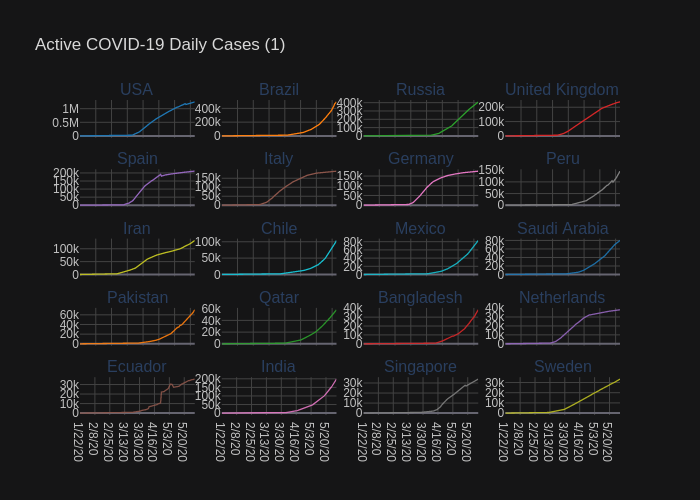 Active COVID-19 Daily Cases (1)
USA Brazil Russia United Kingdom
1M
0.5M
0
400k
200k
0
400k
300k
200k
100k
0
200k
100k
0
Spain Italy Germany Peru
200k
150k
100k
50k
0
150k
100k
50k
0
150k
100k
50k
0
150k
100k
50k
0
Iran Chile Mexico Saudi Arabia
100k
50k
0
100k
50k
0
80k
60k
40k
20k
0
80k
60k
40k
20k
0
Pakistan Qatar Bangladesh Netherlands
60k
40k
20k
0
60k
40k
20k
0
40k
30k
20k
10k
0
40k
30k
20k
10k
0
Ecuador India Singapore Sweden
30k
20k
10k
0
200k
150k
100k
50k
0
30k
20k
10k
0
30k
20k
10k
0
1/22/20 2/8/20 2/25/20 3/13/20 3/30/20 4/16/20 5/3/20 5/20/20
1/22/20 2/8/20 2/25/20 3/13/20 3/30/20 4/16/20 5/3/20 5/20/20
1/22/20 2/8/20 2/25/20 3/13/20 3/30/20 4/16/20 5/3/20 5/20/20
1/22/20 2/8/20 2/25/20 3/13/20 3/30/20 4/16/20 5/3/20 5/20/20